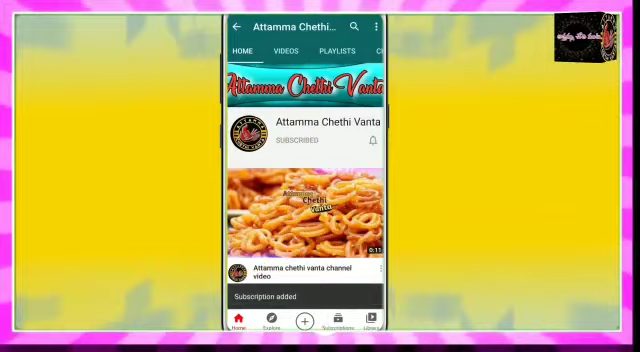 Attamma Chethi...
HOME VIDEOS PLAYLISTS C
Attamma Chethi Vanta
Attamma Chethi Vanta
SUBSCRIBED
Attamma
Chethi
Vanta
0:11
Attamma chethi vanta channel
video
Subscription added
Home Explore Subscriptions Library